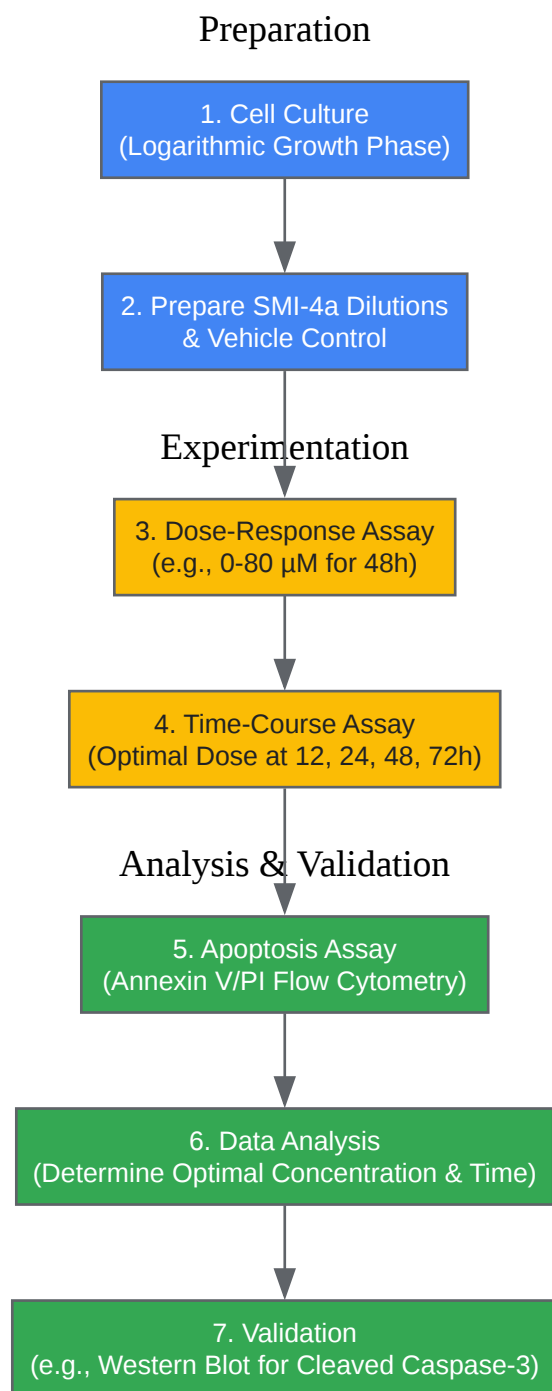 Preparation
1. Cell Culture
(Logarithmic Growth Phase)
2. Prepare SMI-4a Dilutions
& Vehicle Control
Experimentation
3. Dose-Response Assay
(e.g., 0-80 µM for 48h)
4. Time-Course Assay
(Optimal Dose at 12, 24, 48, 72h)
Analysis & Validation
5. Apoptosis Assay
(Annexin V/PI Flow Cytometry)
6. Data Analysis
(Determine Optimal Concentration & Time)
7. Validation
(e.g., Western Blot for Cleaved Caspase-3)